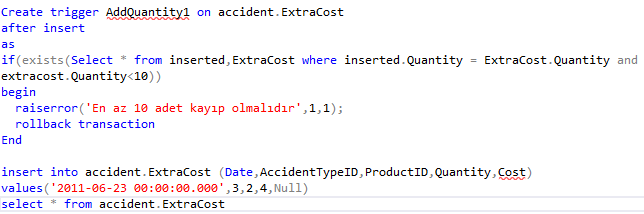 Create trigger AddQuantity1 on accident.ExtraCost
after insert
as
if(exists(Select * from inserted,ExtraCost where inserted.Quantity = ExtraCost.Quantity and
extracost.Quantity<10))
begin
raiserror('En az 10 adet kayıp olmalıdır',1,1);
rollback transaction
End
insert into accident.ExtraCost (Date,AccidentTypeID,ProductID,Quantity,Cost)
values('2011-06-23 00:00:00.000',3,2,4,Null)
select * from accident.ExtraCost